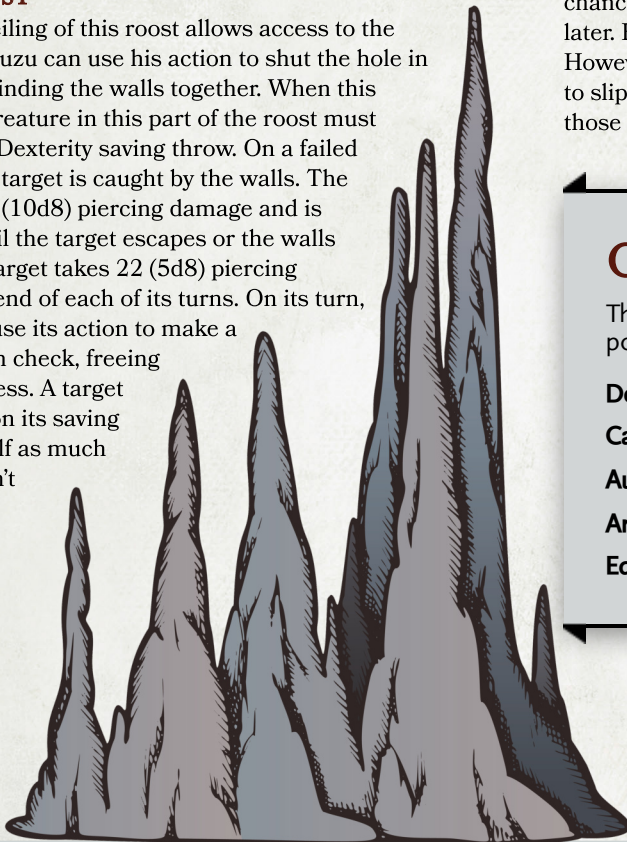 eiling of this roost allows access to the
uzu can use his action to shut the hole in
inding the walls together. When this
reature in this part of the roost must
Dexterity saving throw. On a failed
target is caught by the walls. The
(10d8) piercing damage and is
il the target escapes or the walls
arget takes 22 (5d8) piercing
end of each of its turns. On its turn,
use its action to make a
n check, freeing
ess. A target
on its saving
lf as much
n't
chanc
later.
Howev
to slip
those
Th
po
De
Ca
Au
Ar
Ec